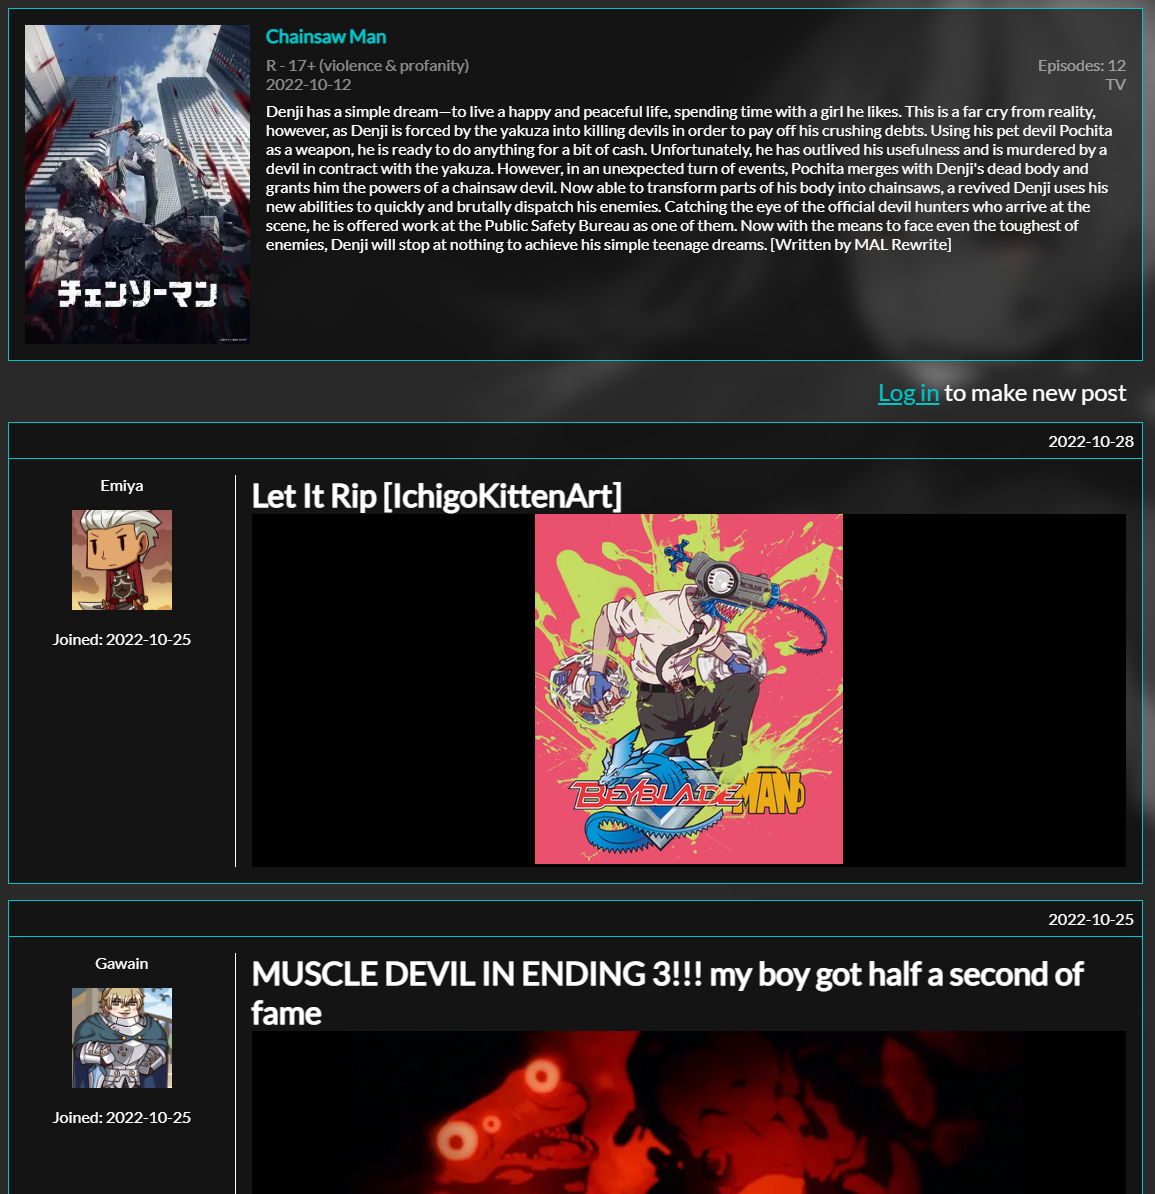 Chainsaw Man
R - 17+ (violence & profanity)
Episodes: 12
2022-10-12
TV
Denji has a simple dream—to live a happy and peaceful life, spending time with a girl he likes. This is a far cry from reality,
however, as Denji is forced by the yakuza into killing devils in order to pay off his crushing debts. Using his pet devil Pochita
as a weapon, he is ready to do anything for a bit of cash. Unfortunately, he has outlived his usefulness and is murdered by a
devil in contract with the yakuza. However, in an unexpected turn of events, Pochita merges with Denji's dead body and
grants him the powers of a chainsaw devil. Now able to transform parts of his body into chainsaws, a revived Denji uses his
new abilities to quickly and brutally dispatch his enemies. Catching the eye of the official devil hunters who arrive at the
scene, he is offered work at the Public Safety Bureau as one of them. Now with the means to face even the toughest of
enemies, Denji will stop at nothing to achieve his simple teenage dreams. [Written by MAL Rewrite]
チェンソーマン
Log in to make new post
2022-10-28
Emiya
Joined: 2022-10-25
Let It Rip [IchigoKittenArt]
BEYBLADE MAN
2022-10-25
Gawain
Joined: 2022-10-25
MUSCLE DEVIL IN ENDING 3!!! my boy got half a second of
fame